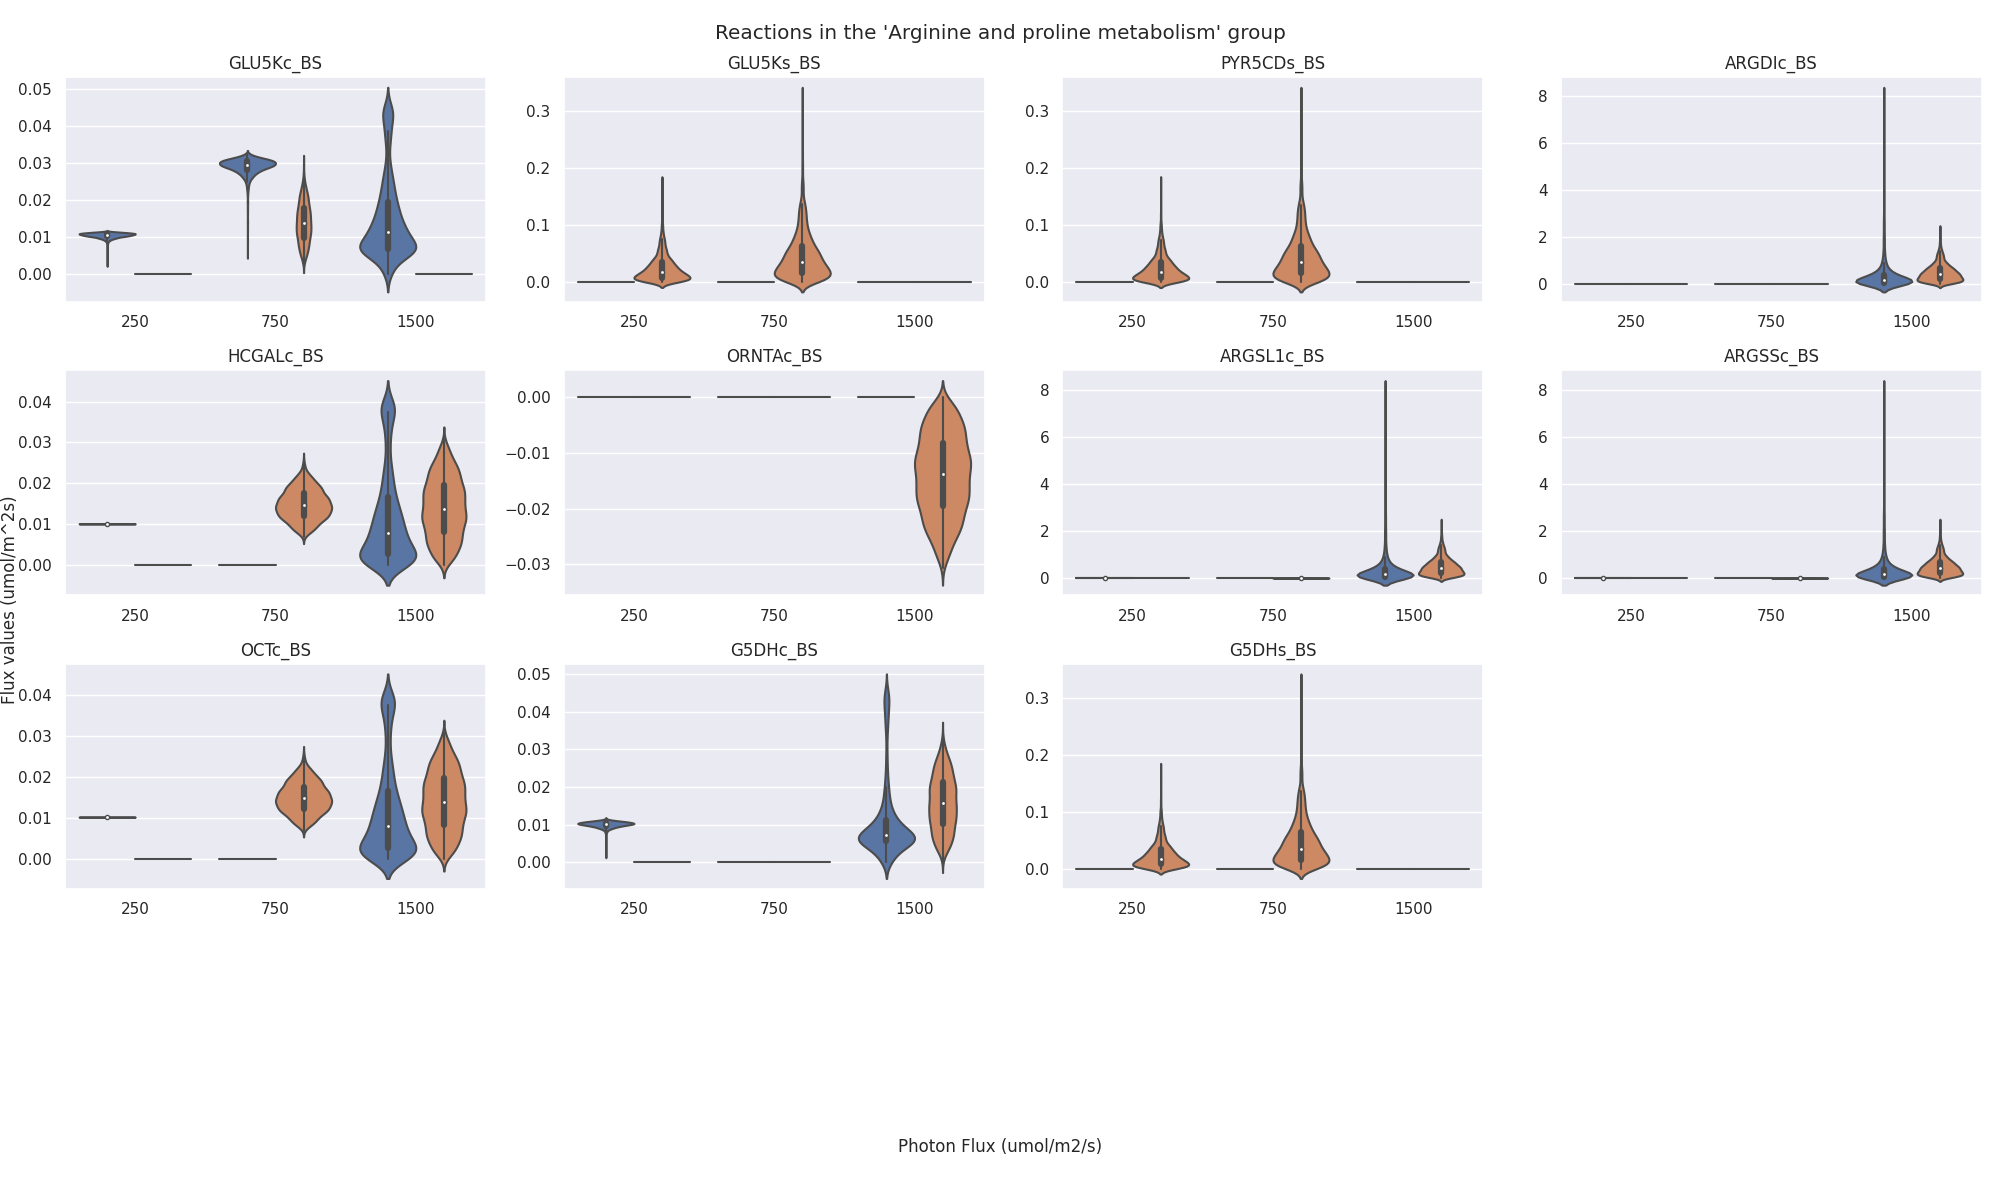 Reactions in the 'Arginine and proline metabolism' group
GLU5Kc_BS
0.05
0.04
0.03
0.02
0.01
0.00
250 750 1500
GLU5Ks_BS
0.3
0.2
0.1
0.0
250 750 1500
PYR5CDs_BS
0.3
0.2
0.1
0.0
250 750 1500
ARGDIc_BS
8
6
4
2
0
250 750 1500
HCGALc_BS
0.04
0.03
0.02
0.01
0.00
250 750 1500
ORNTAc_BS
0.00
−0.01
−0.02
−0.03
250 750 1500
ARGSL1c_BS
8
6
4
2
0
250 750 1500
ARGSSc_BS
8
6
4
2
0
250 750 1500
Flux values (umol/m^2s)
OCTc_BS
0.04
0.03
0.02
0.01
0.00
250 750 1500
G5DHc_BS
0.05
0.04
0.03
0.02
0.01
0.00
250 750 1500
G5DHs_BS
0.3
0.2
0.1
0.0
250 750 1500
Photon Flux (umol/m2/s)